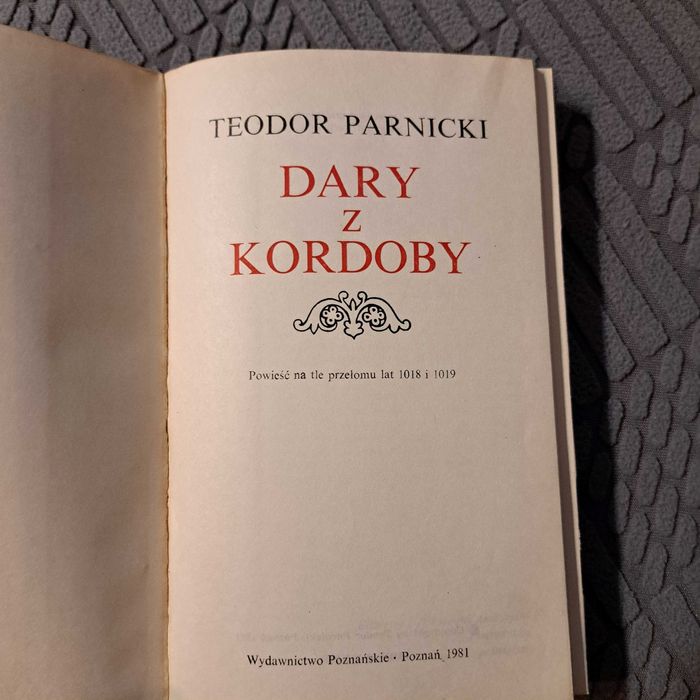 TEODOR PARNICKI
DARY
Z
KORDOBY
Powieść na tle przełomu lat 1018 i 1019
Wydawnictwo Poznańskie • Poznań 1981